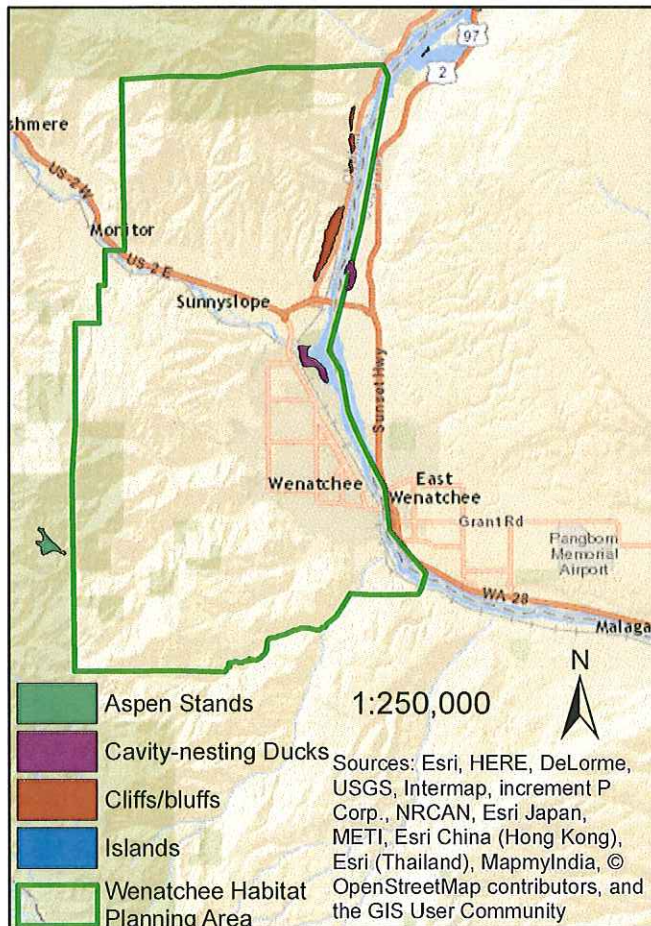 97
2
shmere
US-2 W
Monitor
US-2 E
Sunnyslope
Sunset Hwy
Wenatchee
East
Wenatchee
Grant Rd
Pangborn
Memorial
Airport
WA-28
Malaga
N
1:250,000
Aspen Stands
Cavity-nesting Ducks
Cliffs/bluffs
Islands
Wenatchee Habitat
Planning Area
Sources: Esri, HERE, DeLorme,
USGS, Intermap, increment P
Corp., NRCAN, Esri Japan,
METI, Esri China (Hong Kong),
Esri (Thailand), MapmyIndia, ©
OpenStreetMap contributors, and
the GIS User Community